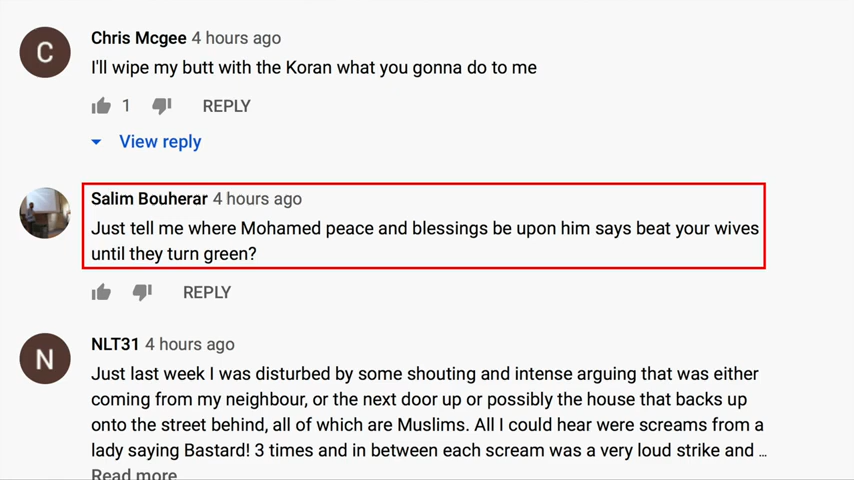 C
Chris Mcgee 4 hours ago
I'll wipe my butt with the Koran what you gonna do to me
1 REPLY
View reply
Salim Bouherar 4 hours ago
Just tell me where Mohamed peace and blessings be upon him says beat your wives
until they turn green?
REPLY
N
NLT31 4 hours ago
Just last week I was disturbed by some shouting and intense arguing that was either
coming from my neighbour, or the next door up or possibly the house that backs up
onto the street behind, all of which are Muslims. All I could hear were screams from a
lady saying Bastard! 3 times and in between each scream was a very loud strike and ...
Read more